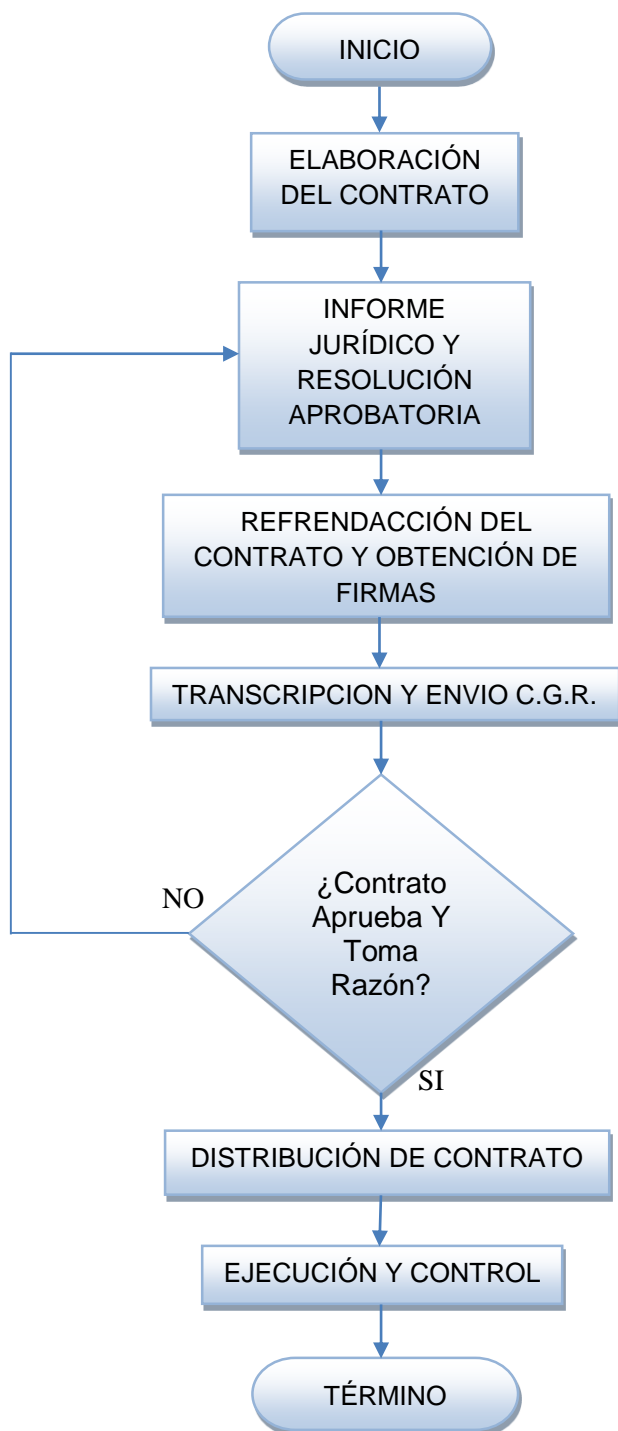 INICIO
ELABORACIÓN
DEL CONTRATO
INFORME
JURÍDICO Y
RESOLUCIÓN
APROBATORIA
REFRENDACCIÓN DEL
CONTRATO Y OBTENCIÓN DE
FIRMAS
TRANSCRIPCION Y ENVIO C.G.R.
NO
¿Contrato
Aprueba Y
Toma
Razón?
SI
DISTRIBUCIÓN DE CONTRATO
EJECUCIÓN Y CONTROL
TÉRMINO